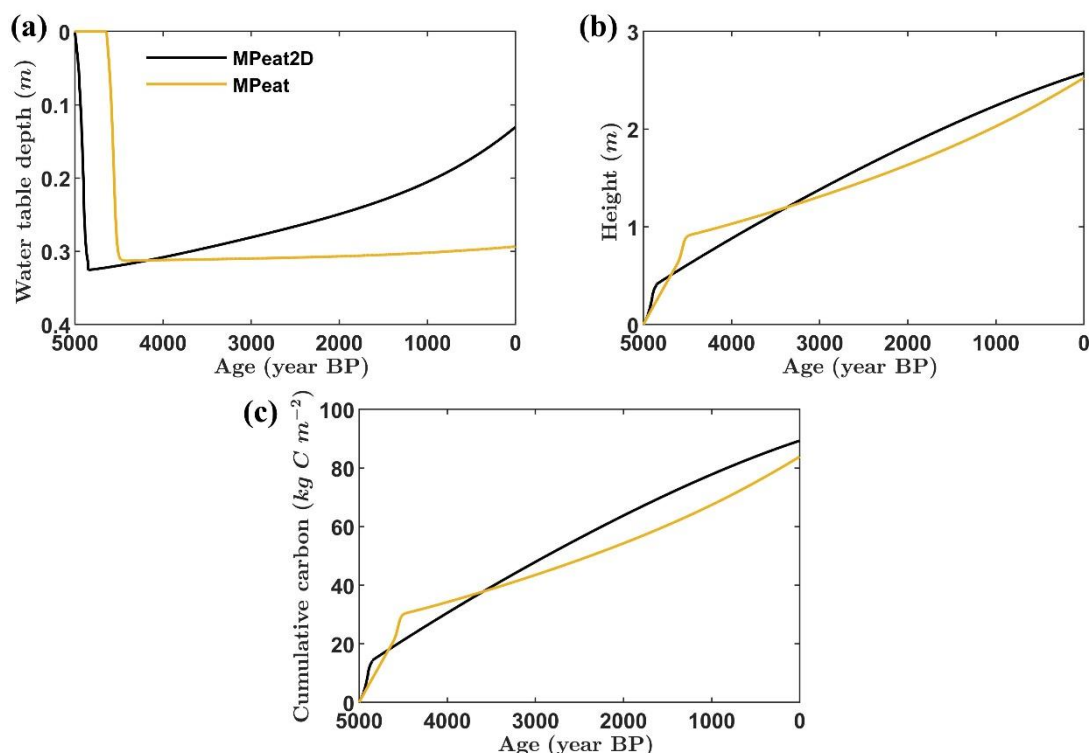 (a)
Water table depth (m)
0
0.1
0.2
0.3
0.4
MPeat2D
MPeat
5000 4000 3000 2000 1000 0
Age (year BP)
(b)
Height (m)
3
2
1
0
5000 4000 3000 2000 1000 0
Age (year BP)
(c)
Cumulative carbon (kg C m⁻²)
100
80
60
40
20
0
5000 4000 3000 2000 1000 0
Age (year BP)